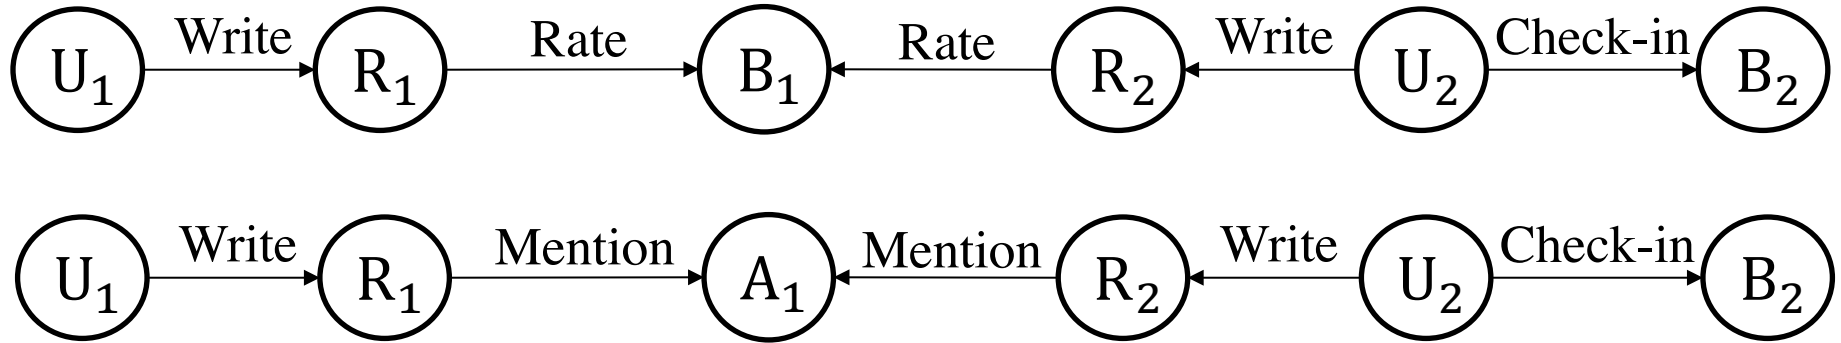 Write Rate Rate Write Check-in
U₁ R₁ B₁ R₂ U₂ B₂
Write Mention Mention Write Check-in
U₁ R₁ A₁ R₂ U₂ B₂